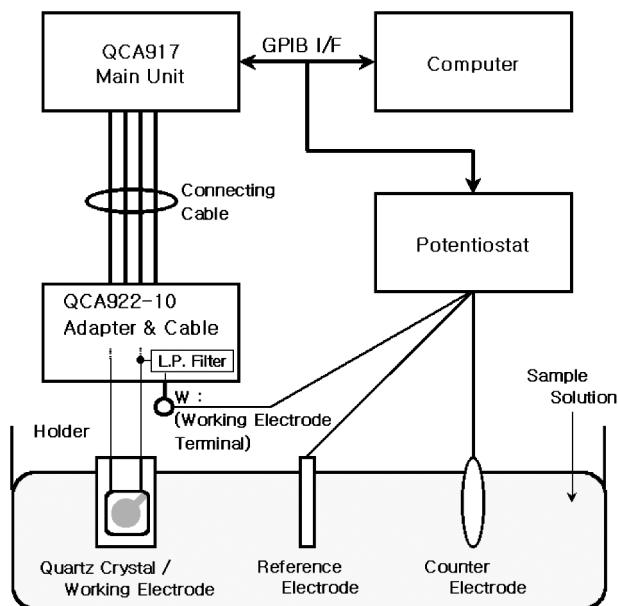 QCA917
Main Unit
GPIB I/F
Computer
Connecting
Cable
Potentiostat
QCA922-10
Adapter & Cable
L.P. Filter
W :
(Working Electrode
Terminal)
Sample
Solution
Holder
Quartz Crystal /
Working Electrode
Reference
Electrode
Counter
Electrode